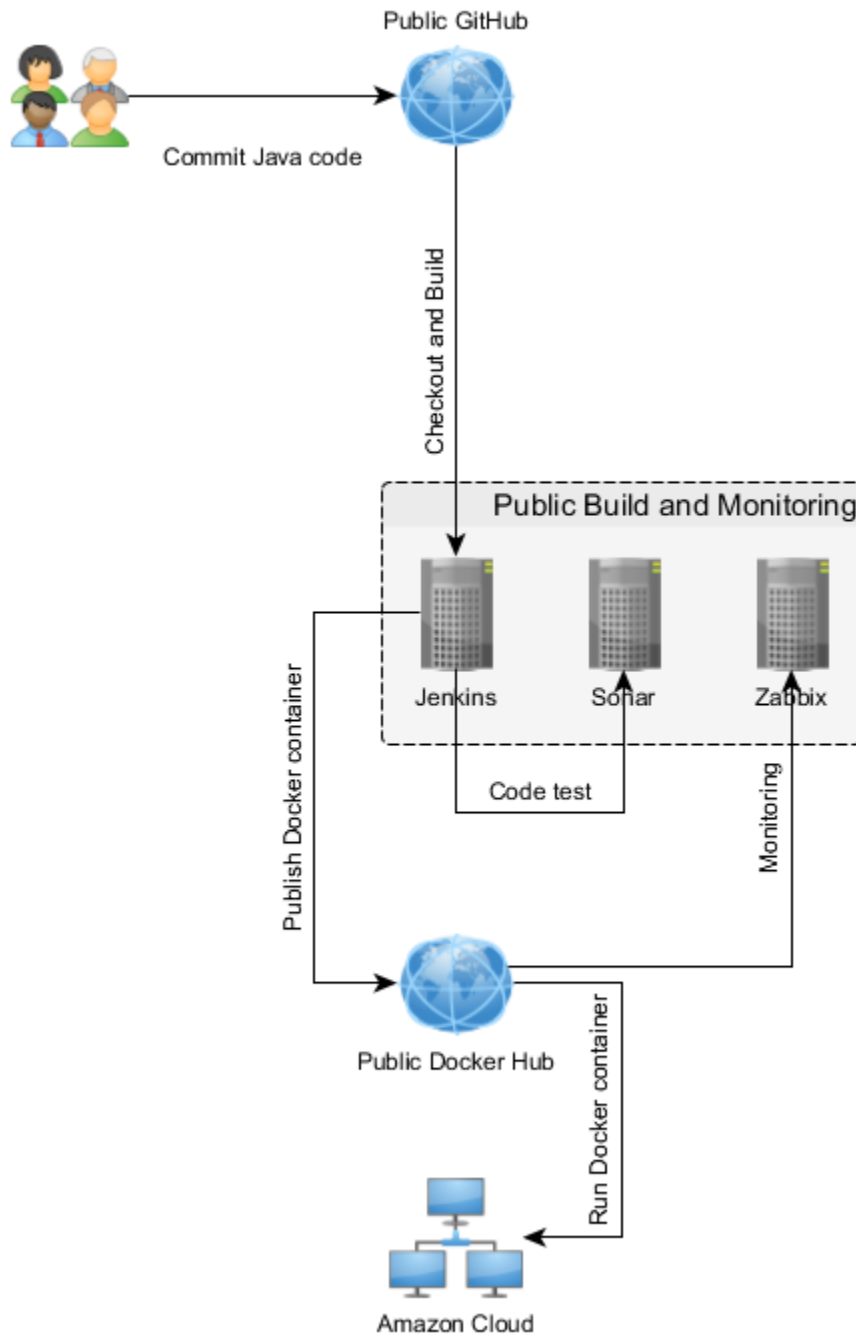 Public GitHub
Commit Java code
Checkout and Build
Public Build and Monitoring
Jenkins
Sonar
Zabbix
Publish Docker container
Code test
Monitoring
Public Docker Hub
Run Docker container
Amazon Cloud